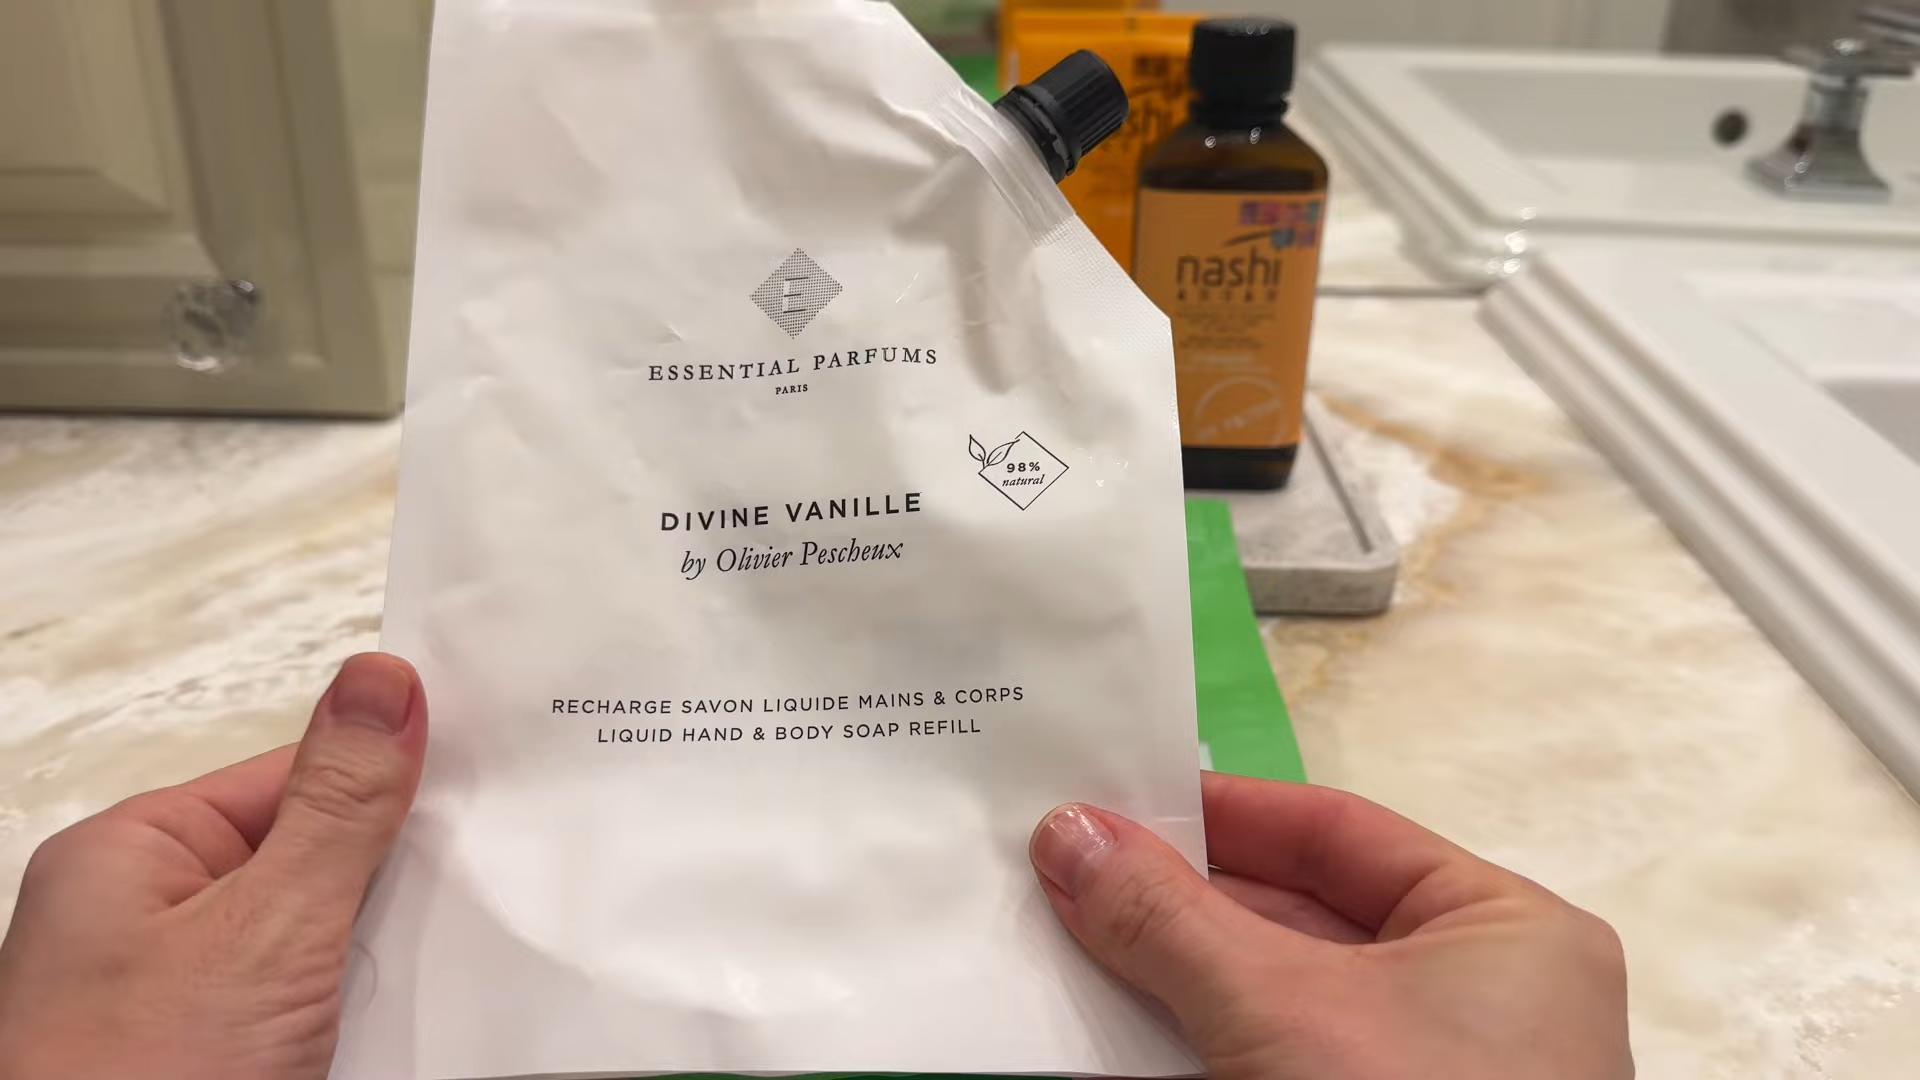 E
ESSENTIAL PARFUMS
PARIS
98%
natural
DIVINE VANILLE
by Olivier Pescheux
RECHARGE SAVON LIQUIDE MAINS & CORPS
LIQUID HAND & BODY SOAP REFILL
nashi
ARGAN